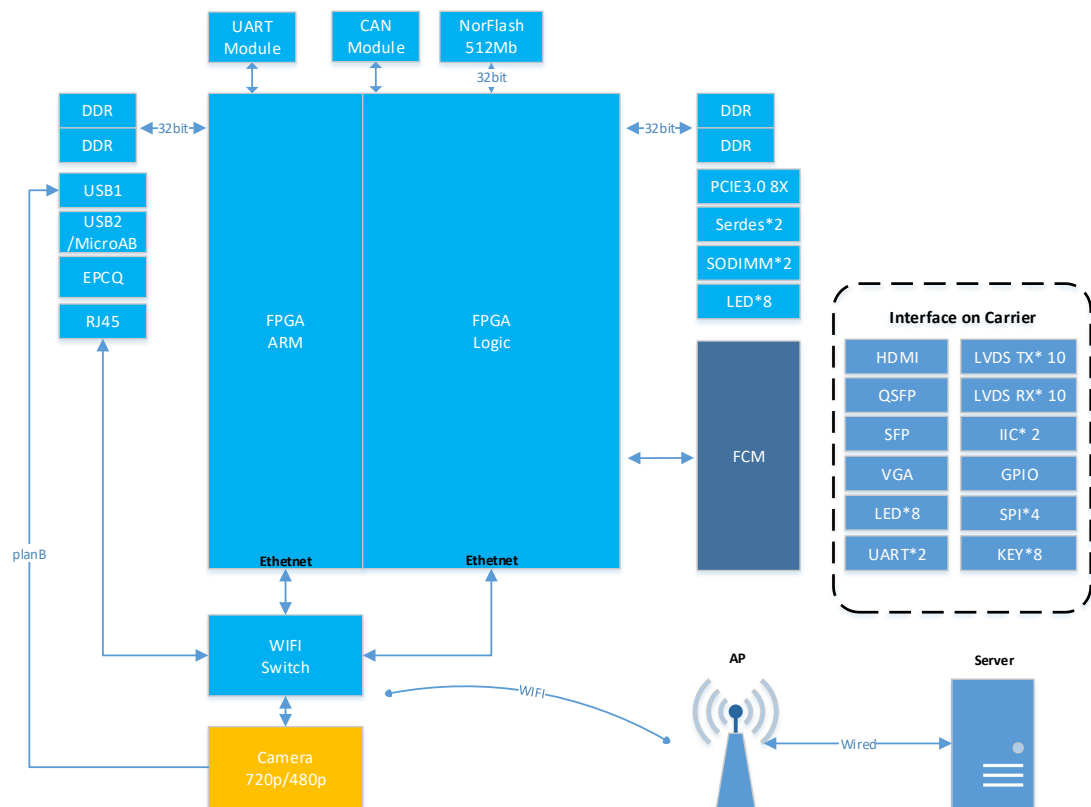 UART
Module
CAN
Module
NorFlash
512Mb
32bit
DDR
DDR
32bit
32bit
DDR
DDR
USB1
USB2
/MicroAB
EPCQ
RJ45
PCIE3.0 8X
Serdes*2
SODIMM*2
LED*8
FPGA
ARM
FPGA
Logic
FCM
Interface on Carrier
HDMI
LVDS TX* 10
QSFP
LVDS RX* 10
SFP
IIC* 2
VGA
GPIO
LED*8
SPI*4
UART*2
KEY*8
planB
Ethetnet
Ethetnet
WIFI
Switch
WIFI
AP
Server
Wired
Camera
720p/480p